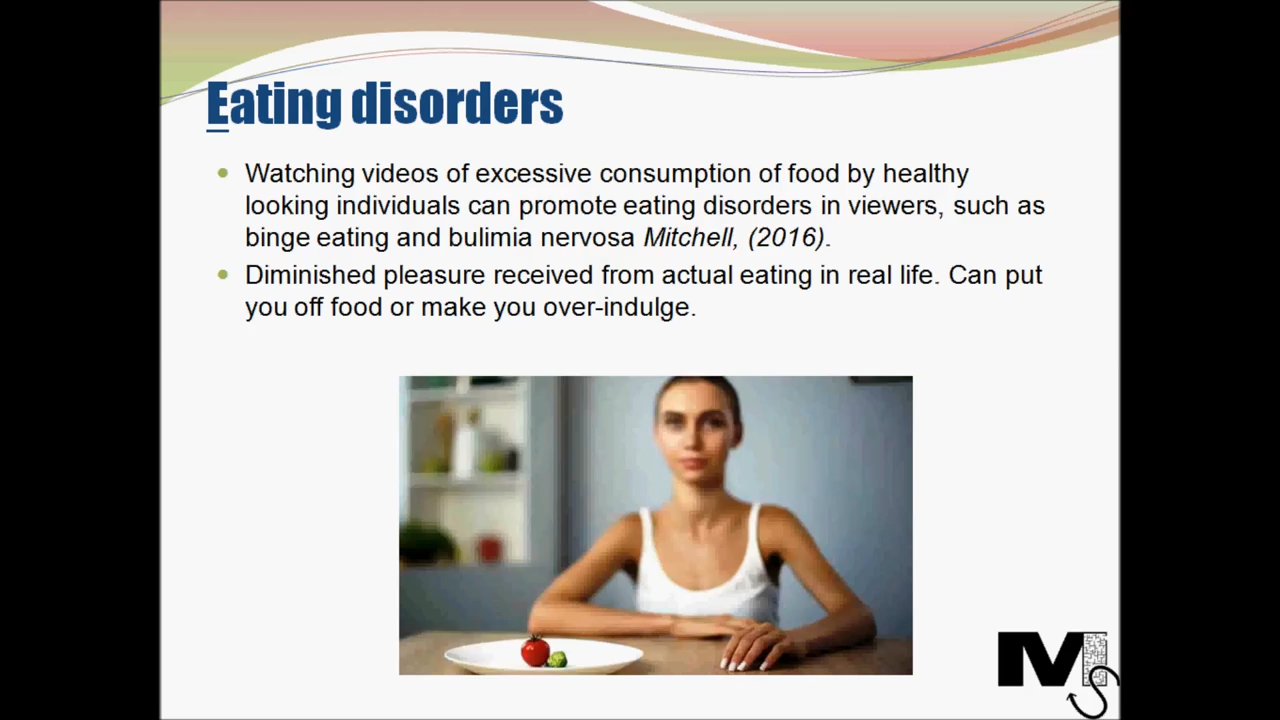 Eating disorders
Watching videos of excessive consumption of food by healthy
looking individuals can promote eating disorders in viewers, such as
binge eating and bulimia nervosa Mitchell, (2016).
Diminished pleasure received from actual eating in real life. Can put
you off food or make you over-indulge.
MS